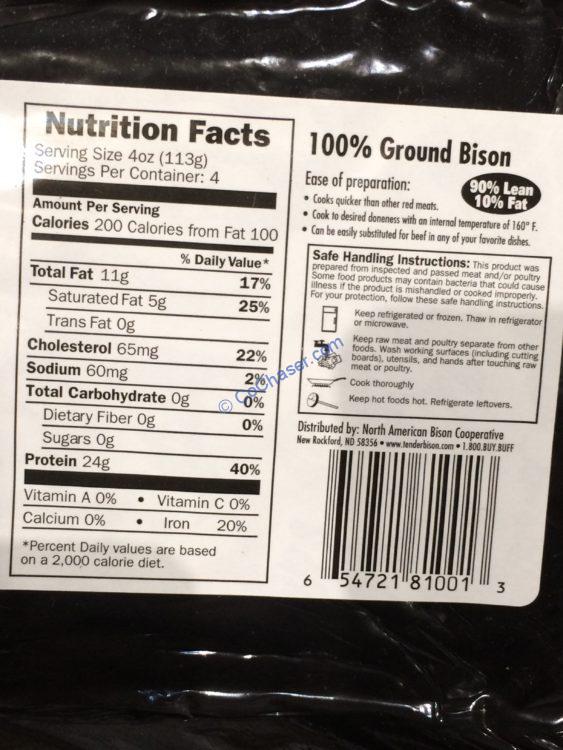 Nutrition Facts
Serving Size 4oz (113g)
Servings Per Container: 4
Amount Per Serving
Calories 200 Calories from Fat 100
% Daily Value*
Total Fat 11g 17%
Saturated Fat 5g 25%
Trans Fat 0g
Cholesterol 65mg 22%
Sodium 60mg 2%
Total Carbohydrate 0g 0%
Dietary Fiber 0g 0%
Sugars 0g
Protein 24g 40%
Vitamin A 0% • Vitamin C 0%
Calcium 0% • Iron 20%
*Percent Daily values are based
on a 2,000 calorie diet.
100% Ground Bison
Ease of preparation:
90% Lean
10% Fat
• Cooks quicker than other red meats.
• Cook to desired doneness with an internal temperature of 160° F.
• Can be easily substituted for beef in any of your favorite dishes.
Safe Handling Instructions: This product was
prepared from inspected and passed meat and/or poultry
Some food products may contain bacteria that could cause
illness if the product is mishandled or cooked improperly.
For your protection, follow these safe handling instructions.
Keep refrigerated or frozen. Thaw in refrigerator
or microwave.
Keep raw meat and poultry separate from other
foods. Wash working surfaces (including cutting
boards), utensils, and hands after touching raw
meat or poultry.
Cook thoroughly
Keep hot foods hot. Refrigerate leftovers.
Distributed by: North American Bison Cooperative
New Rockford, ND 58356 • www.tenderbison.com • 1.800.BUY.BUFF
6 54721 81001 3
© CoChaser.com